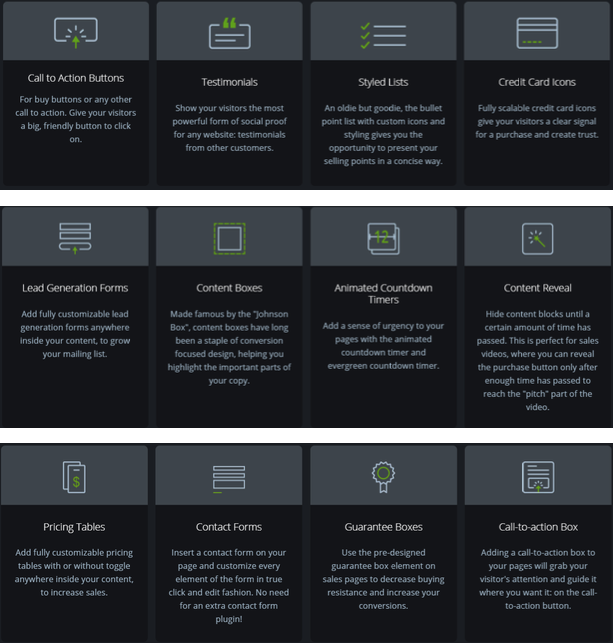 Call to Action Buttons
For buy buttons or any other
call to action. Give your visitors
a big, friendly button to click
on.
Testimonials
Show your visitors the most
powerful form of social proof
for any website: testimonials
from other customers.
Styled Lists
An oldie but goodie, the bullet
point list with custom icons and
styling gives you the
opportunity to present your
selling points in a concise way.
Credit Card Icons
Fully scalable credit card icons
give your visitors a clear signal
for a purchase and create trust.
Lead Generation Forms
Add fully customizable lead
generation forms anywhere
inside your content, to grow
your mailing list.
Content Boxes
Made famous by the "Johnson
Box", content boxes have long
been a staple of conversion
focused design, helping you
highlight the important parts of
your copy.
12
Animated Countdown
Timers
Add a sense of urgency to your
pages with the animated
countdown timer and
evergreen countdown timer.
Content Reveal
Hide content blocks until a
certain amount of time has
passed. This is perfect for sales
videos, where you can reveal
the purchase button only after
enough time has passed to
reach the "pitch" part of the
video.
$
Pricing Tables
Add fully customizable pricing
tables with or without toggle
anywhere inside your content,
to increase sales.
Contact Forms
Insert a contact form on your
page and customize every
element of the form in true
click and edit fashion. No need
for an extra contact form
plugin!
Guarantee Boxes
Use the pre-designed
guarantee box element on
sales pages to decrease buying
resistance and increase your
conversions.
Call-to-action Box
Adding a call-to-action box to
your pages will grab your
visitor's attention and guide it
where you want it: on the call-
to-action button.